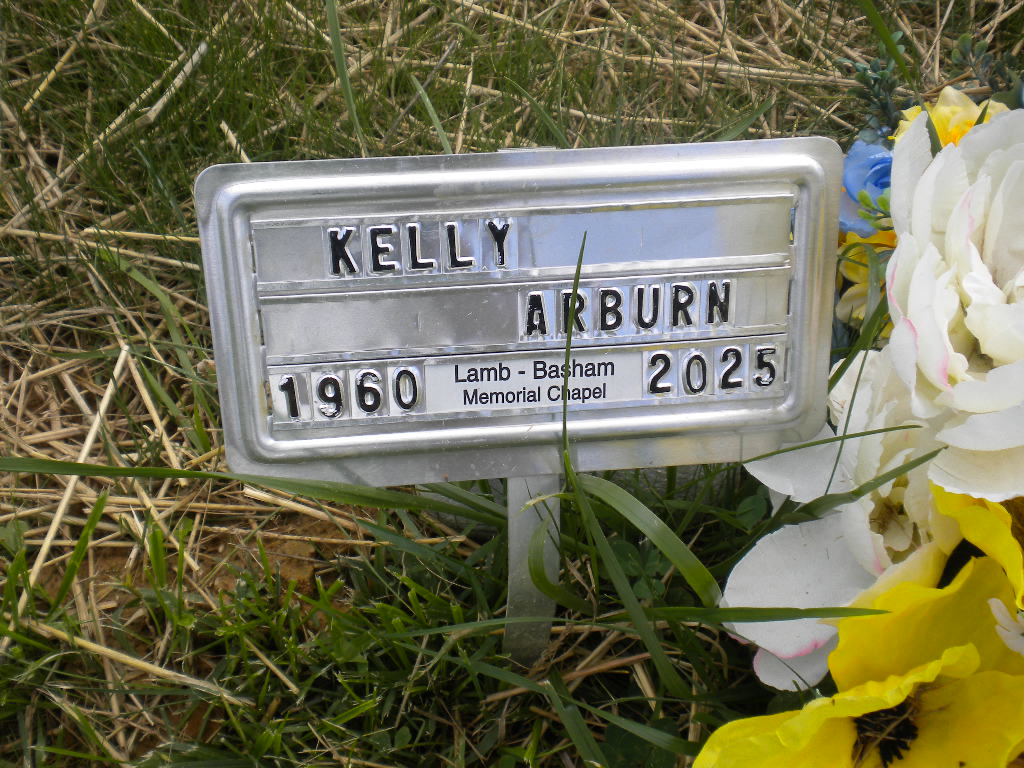 KELLY
ARBURN
1960 Lamb - Basham 2025
Memorial Chapel